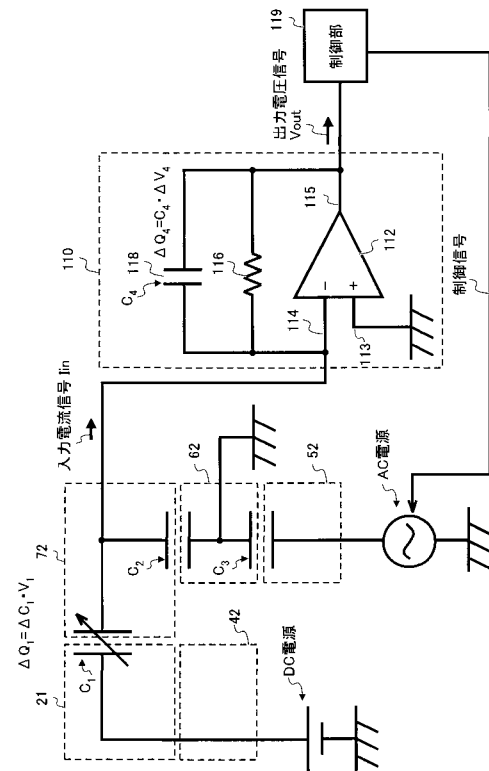 119
制御部
出力電圧信号
Vout
110
ΔQ₄=C₄・ΔV₄
118
C₄
116
115
112
114
113
－
＋
制御信号
入力電流信号 Iin
62
52
AC電源
72
C₂
C₃
ΔQ₁=ΔC₁・V₁
21
C₁
42
DC電源